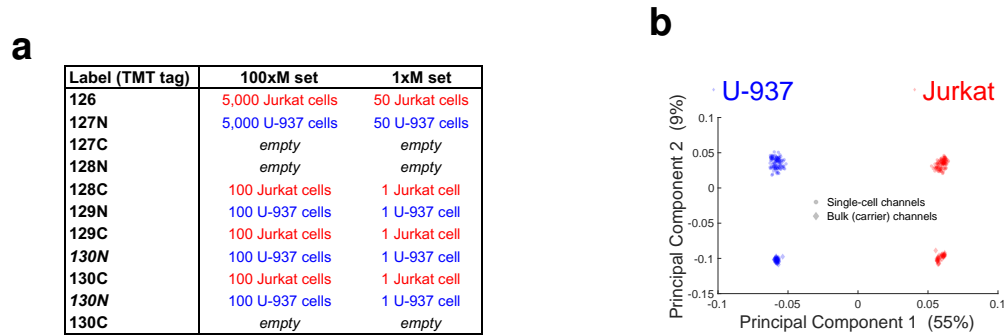 a
Label (TMT tag) 100xM set 1xM set
126 5,000 Jurkat cells 50 Jurkat cells
127N 5,000 U-937 cells 50 U-937 cells
127C empty empty
128N empty empty
128C 100 Jurkat cells 1 Jurkat cell
129N 100 U-937 cells 1 U-937 cell
129C 100 Jurkat cells 1 Jurkat cell
130N 100 U-937 cells 1 U-937 cell
130C 100 Jurkat cells 1 Jurkat cell
130N 100 U-937 cells 1 U-937 cell
130C empty empty
b
U-937 Jurkat
Principal Component 2 (9%)
0.1
0.05
0
-0.05
-0.1
-0.15
Single-cell channels
Bulk (carrier) channels
-0.1 -0.05 0 0.05 0.1
Principal Component 1 (55%)